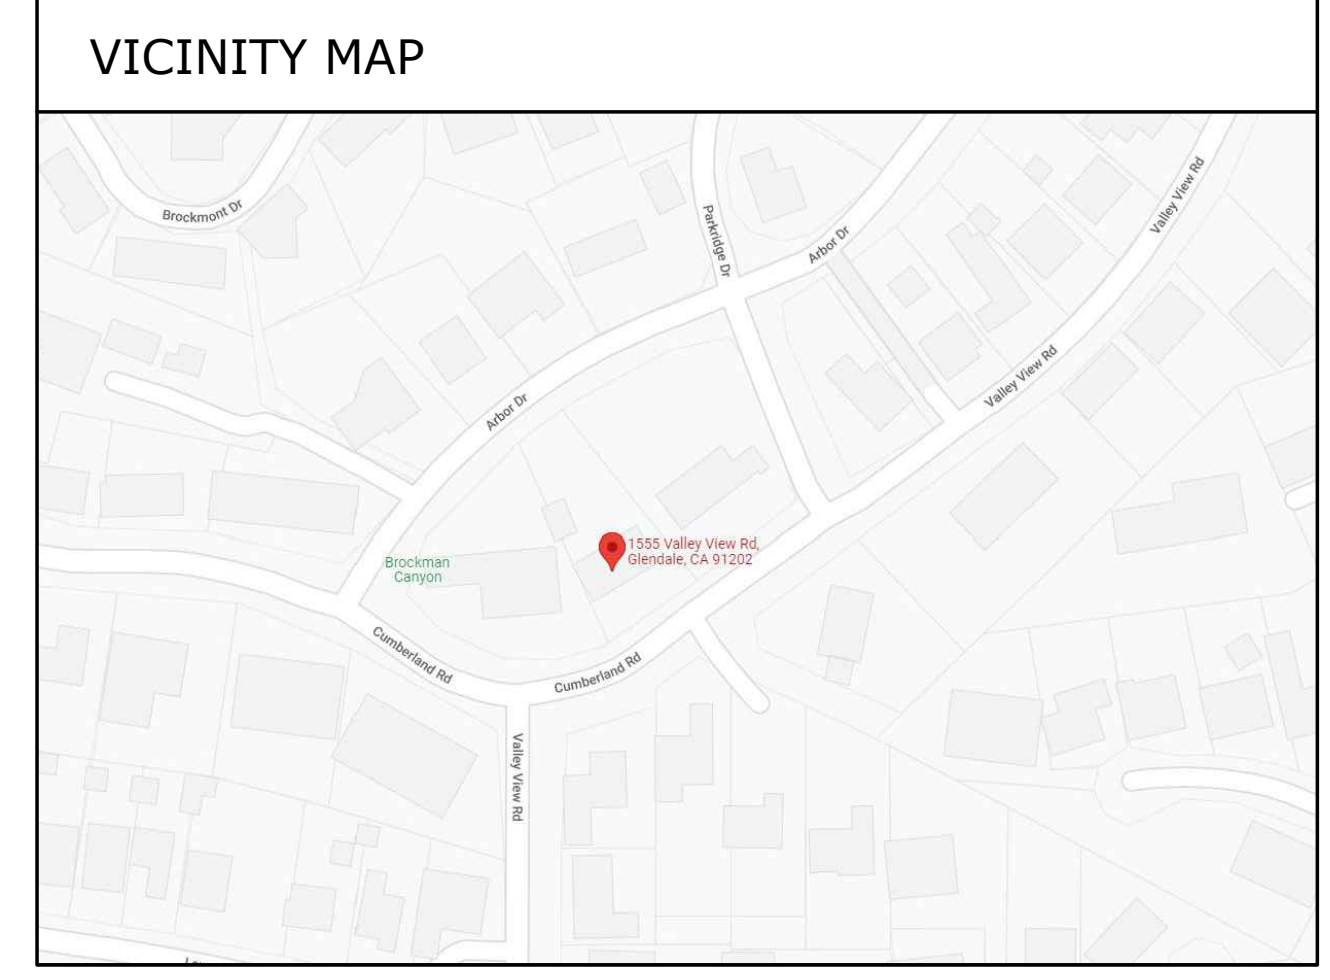 VICINITY MAP
Brockmont Dr
Parkridge Dr
Arbor Dr
Valley View Rd
Valley View Rd
Arbor Dr
1555 Valley View Rd,
Glendale, CA 91202
Brockman
Canyon
Cumberland Rd
Cumberland Rd
Valley View Rd